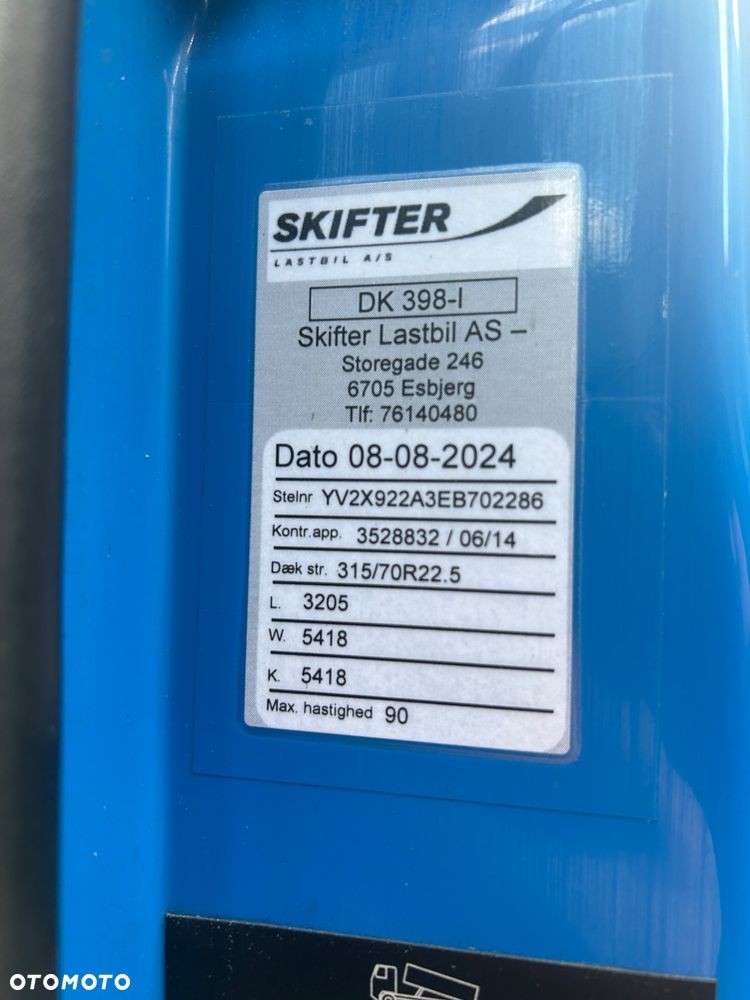 SKIFTER
LASTBIL A/S
DK 398-I
Skifter Lastbil AS –
Storegade 246
6705 Esbjerg
Tlf: 76140480
Dato 08-08-2024
Stelnr YV2X922A3EB702286
Kontr.app. 3528832 / 06/14
Dæk str. 315/70R22.5
L. 3205
W. 5418
K. 5418
Max. hastighed 90
OTOMOTO